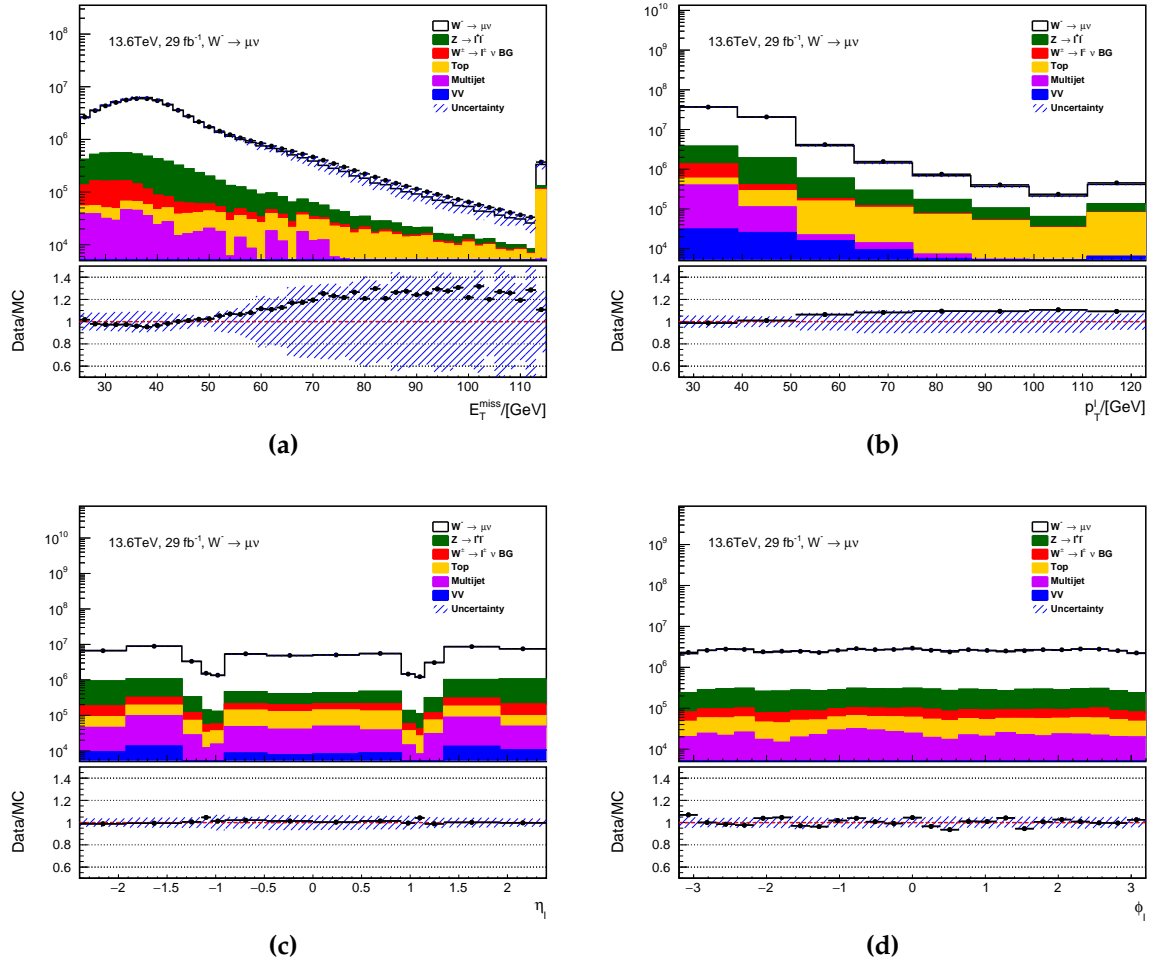 13.6TeV, 29 fb⁻¹, W⁻ → μν
W⁻ → μν
Z → l⁺l⁻
W± → l± ν BG
Top
Multijet
VV
Uncertainty
10⁸
10⁷
10⁶
10⁵
10⁴
Data/MC
1.4
1.2
1
0.8
0.6
30 40 50 60 70 80 90 100 110
E_T^miss/[GeV]
(a)
13.6TeV, 29 fb⁻¹, W⁻ → μν
W⁻ → μν
Z → l⁺l⁻
W± → l± ν BG
Top
Multijet
VV
Uncertainty
10¹⁰
10⁹
10⁸
10⁷
10⁶
10⁵
10⁴
Data/MC
1.4
1.2
1
0.8
0.6
30 40 50 60 70 80 90 100 110 120
p_T^l/[GeV]
(b)
13.6TeV, 29 fb⁻¹, W⁻ → μν
W⁻ → μν
Z → l⁺l⁻
W± → l± ν BG
Top
Multijet
VV
Uncertainty
10¹⁰
10⁹
10⁸
10⁷
10⁶
10⁵
10⁴
Data/MC
1.4
1.2
1
0.8
0.6
−2 −1.5 −1 −0.5 0 0.5 1 1.5 2
η_l
(c)
13.6TeV, 29 fb⁻¹, W⁻ → μν
W⁻ → μν
Z → l⁺l⁻
W± → l± ν BG
Top
Multijet
VV
Uncertainty
10⁹
10⁸
10⁷
10⁶
10⁵
10⁴
Data/MC
1.4
1.2
1
0.8
0.6
−3 −2 −1 0 1 2 3
ϕ_l
(d)